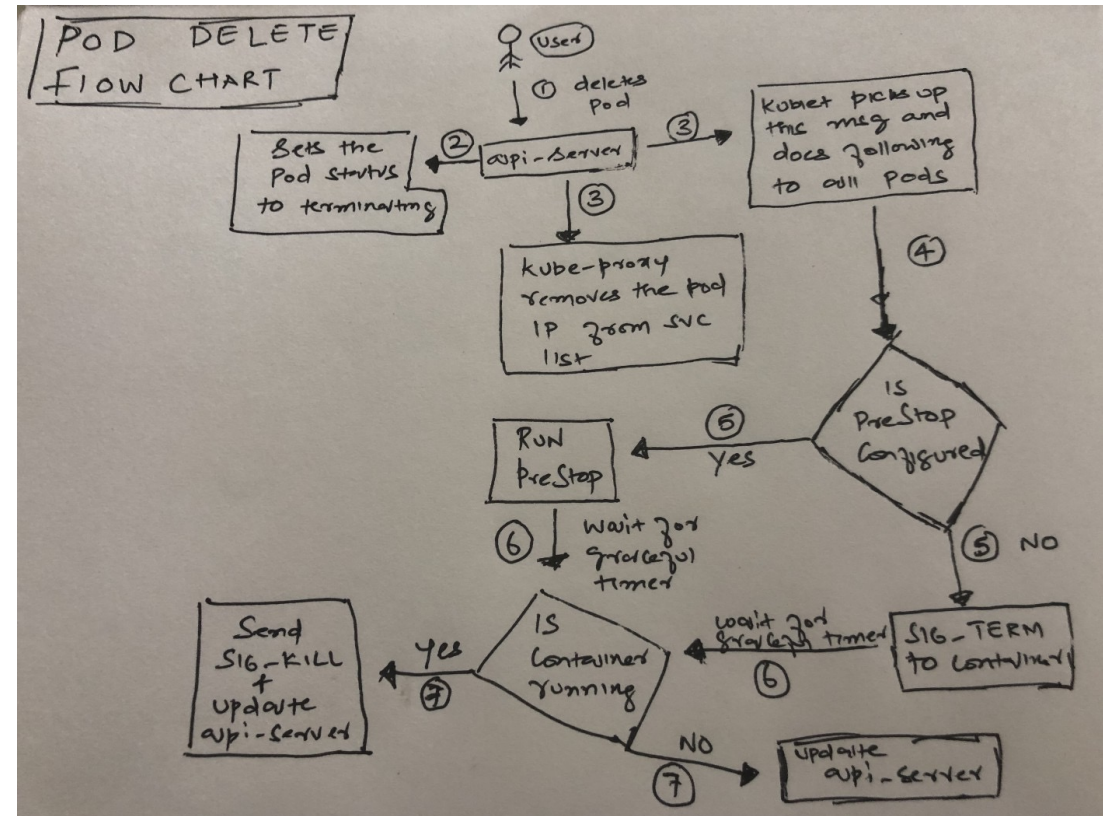 POD DELETE
FLOW CHART
user
① deletes
pod
api-server
②
Sets the
Pod status
to terminating
③
Kubelet picks up
this msg and
does following
to all pods
③
Kube-proxy
removes the pod
IP from svc
list
④
IS
PreStop
Configured
⑤
Yes
RUN
PreStop
⑤ NO
SIG-TERM
to container
⑥
wait for
graceful
timer
wait for
graceful timer
⑥
IS
Container
running
Yes
⑦
Send
SIG-KILL
+
update
api-server
NO
⑦
update
api-server